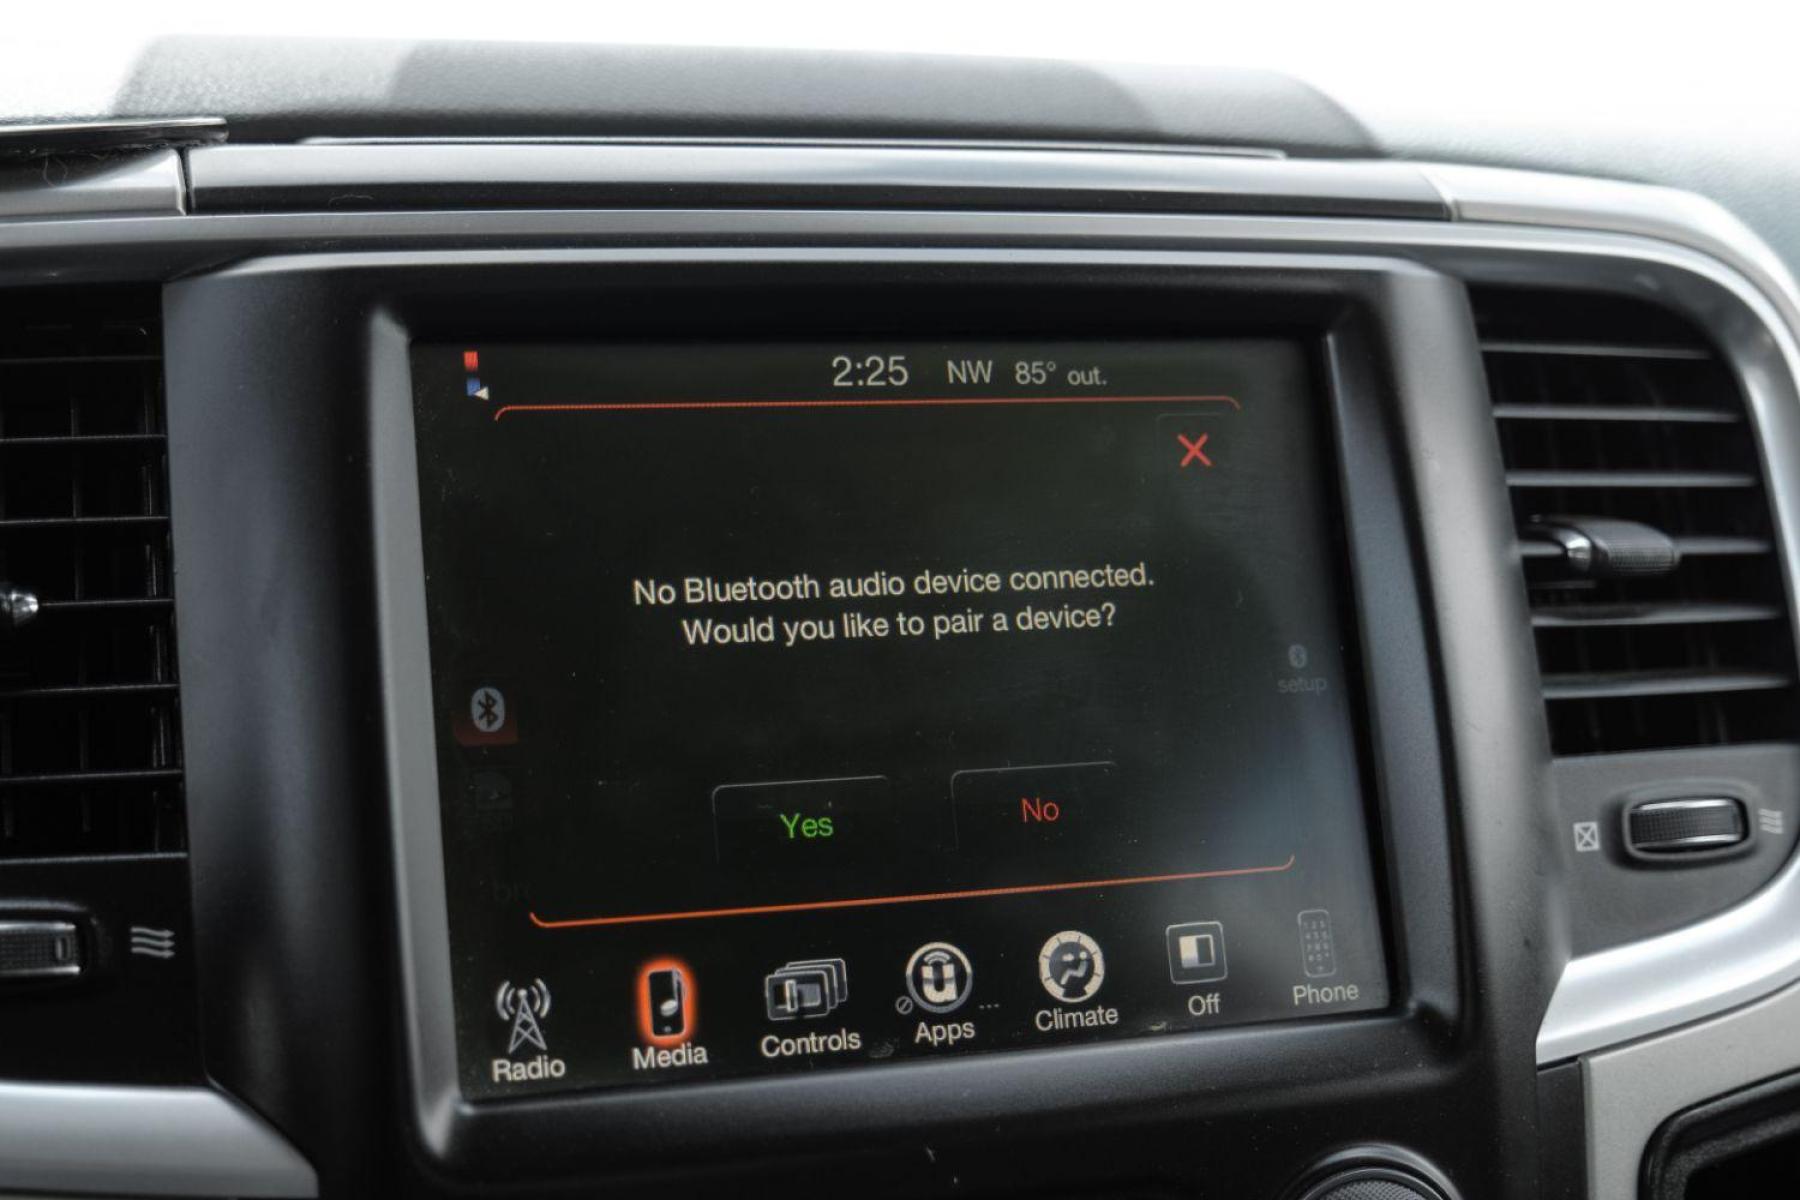 2:25 NW 85° out.
No Bluetooth audio device connected.
Would you like to pair a device?
setup
Yes No
Radio Media Controls Apps ... Climate Off Phone